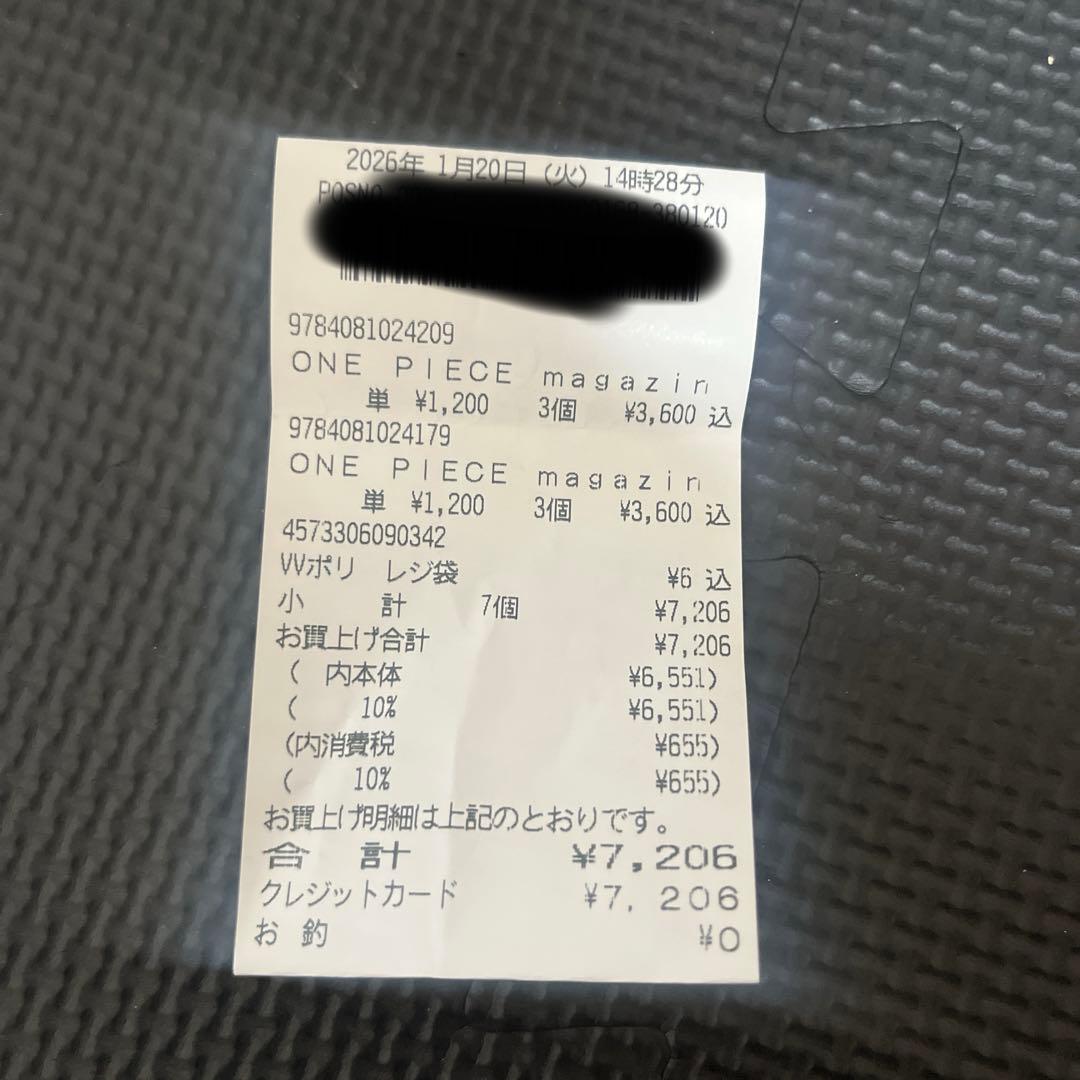 2026年 1月20日 (火) 14時28分
POSNO 380120
9784081024209
ONE PIECE magazin
単 ¥1,200 3個 ¥3,600 込
9784081024179
ONE PIECE magazin
単 ¥1,200 3個 ¥3,600 込
4573306090342
VVポリ レジ袋 ¥6 込
小 計 7個 ¥7,206
お買上げ合計 ¥7,206
( 内本体 ¥6,551)
( 10% ¥6,551)
(内消費税 ¥655)
( 10% ¥655)
お買上げ明細は上記のとおりです。
合 計 ¥7,206
クレジットカード ¥7,206
お 釣 ¥0